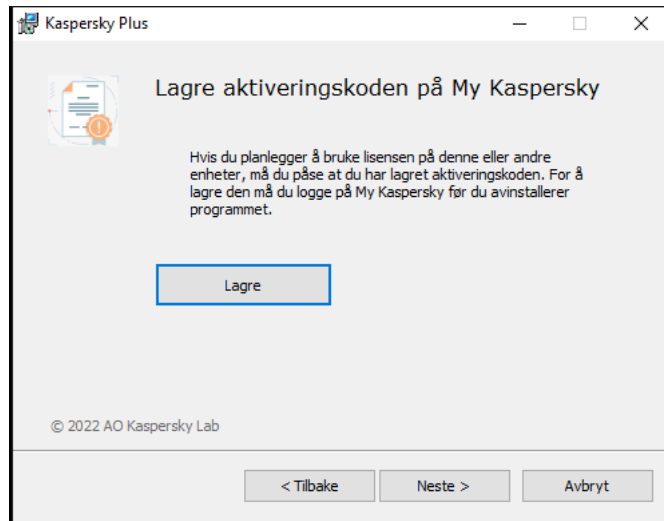 Kaspersky Plus
Lagre aktiveringskoden på My Kaspersky
Hvis du planlegger å bruke lisensen på denne eller andre
enheter, må du påse at du har lagret aktiveringskoden. For å
lagre den må du logge på My Kaspersky før du avinstallerer
programmet.
Lagre
© 2022 AO Kaspersky Lab
< Tilbake
Neste >
Avbryt